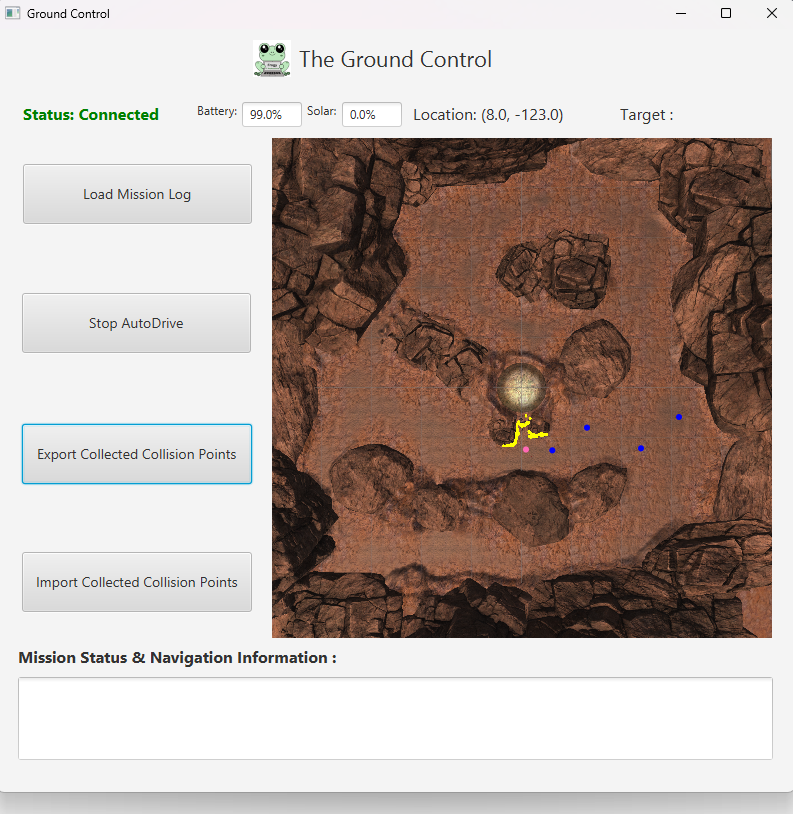 Ground Control
The Ground Control
Status: Connected
Battery: 99.0% Solar: 0.0% Location: (8.0, -123.0) Target :
Load Mission Log
Stop AutoDrive
Export Collected Collision Points
Import Collected Collision Points
Mission Status & Navigation Information :